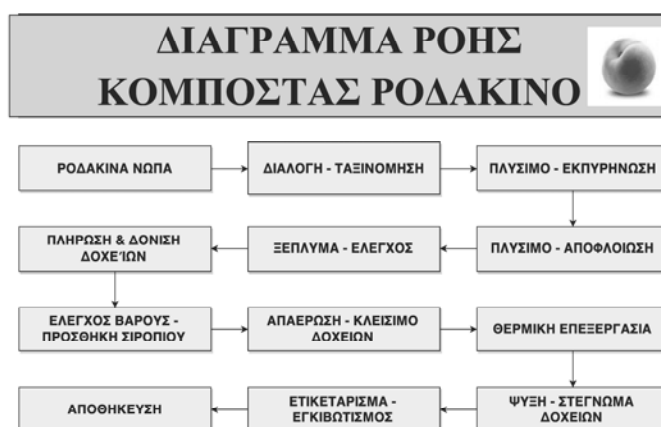 ΔΙΑΓΡΑΜΜΑ ΡΟΗΣ
ΚΟΜΠΟΣΤΑΣ ΡΟΔΑΚΙΝΟ
ΡΟΔΑΚΙΝΑ ΝΩΠΑ
ΔΙΑΛΟΓΗ - ΤΑΞΙΝΟΜΗΣΗ
ΠΛΥΣΙΜΟ - ΕΚΠΥΡΗΝΩΣΗ
ΠΛΥΣΙΜΟ - ΑΠΟΦΛΟΙΩΣΗ
ΞΕΠΛΥΜΑ - ΕΛΕΓΧΟΣ
ΠΛΗΡΩΣΗ & ΔΟΝΙΣΗ
ΔΟΧΕΊΩΝ
ΕΛΕΓΧΟΣ ΒΑΡΟΥΣ -
ΠΡΟΣΘΗΚΗ ΣΙΡΟΠΙΟΥ
ΑΠΑΕΡΩΣΗ - ΚΛΕΙΣΙΜΟ
ΔΟΧΕΙΩΝ
ΘΕΡΜΙΚΗ ΕΠΕΞΕΡΓΑΣΙΑ
ΨΥΞΗ - ΣΤΕΓΝΩΜΑ
ΔΟΧΕΙΩΝ
ΕΤΙΚΕΤΑΡΙΣΜΑ -
ΕΓΚΙΒΩΤΙΣΜΟΣ
ΑΠΟΘΗΚΕΥΣΗ